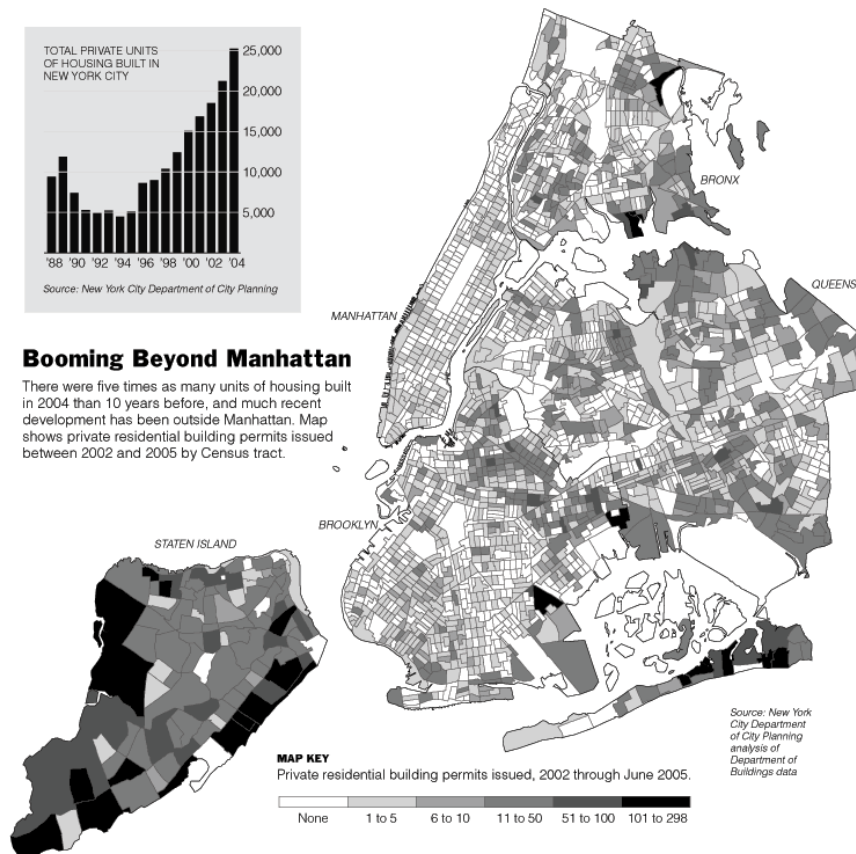 TOTAL PRIVATE UNITS
OF HOUSING BUILT IN
NEW YORK CITY
25,000
20,000
15,000
10,000
5,000
'88 '90 '92 '94 '96 '98 '00 '02 '04
Source: New York City Department of City Planning
BRONX
QUEENS
MANHATTAN
Booming Beyond Manhattan
There were five times as many units of housing built
in 2004 than 10 years before, and much recent
development has been outside Manhattan. Map
shows private residential building permits issued
between 2002 and 2005 by Census tract.
BROOKLYN
STATEN ISLAND
Source: New York
City Department
of City Planning
analysis of
Department of
Buildings data
MAP KEY
Private residential building permits issued, 2002 through June 2005.
None 1 to 5 6 to 10 11 to 50 51 to 100 101 to 298